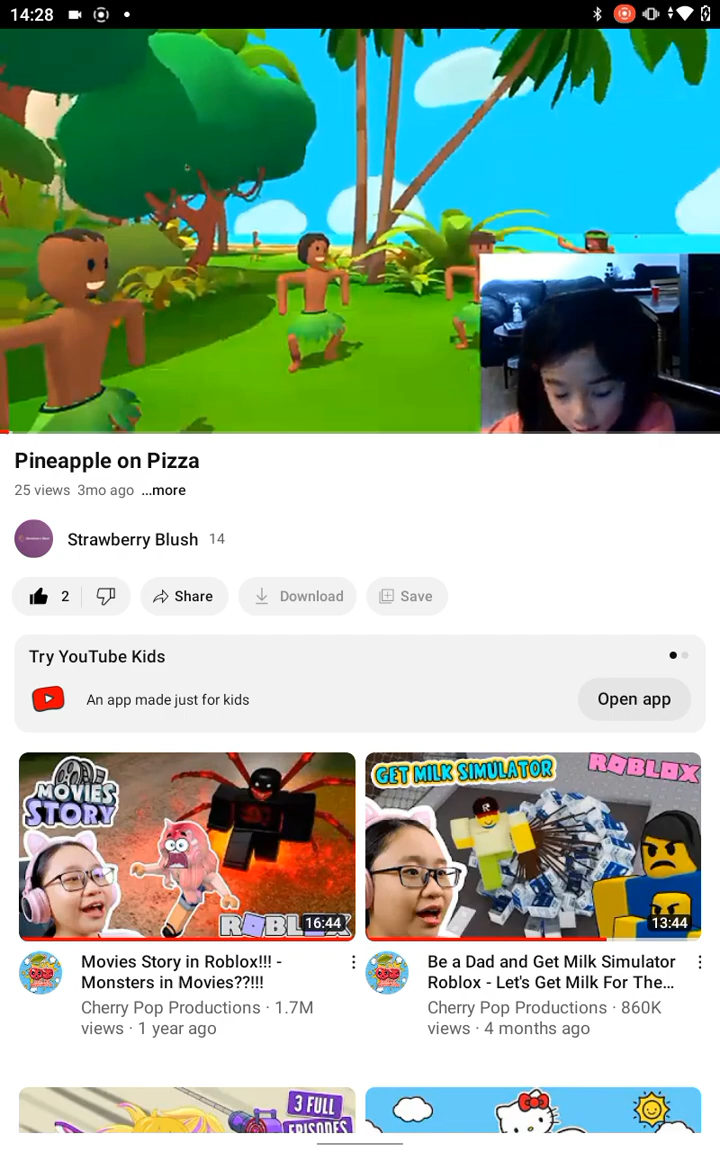 14:28
Pineapple on Pizza
25 views 3mo ago ...more
Strawberry Blush 14
2 Share Download Save
Try YouTube Kids
An app made just for kids
Open app
MOVIES
STORY
ROBL
16:44
GET MILK SIMULATOR
ROBLOX
13:44
Movies Story in Roblox!!! -
Monsters in Movies??!!!
Cherry Pop Productions · 1.7M
views · 1 year ago
Be a Dad and Get Milk Simulator
Roblox - Let's Get Milk For The...
Cherry Pop Productions · 860K
views · 4 months ago
3 FULL
EPISODES